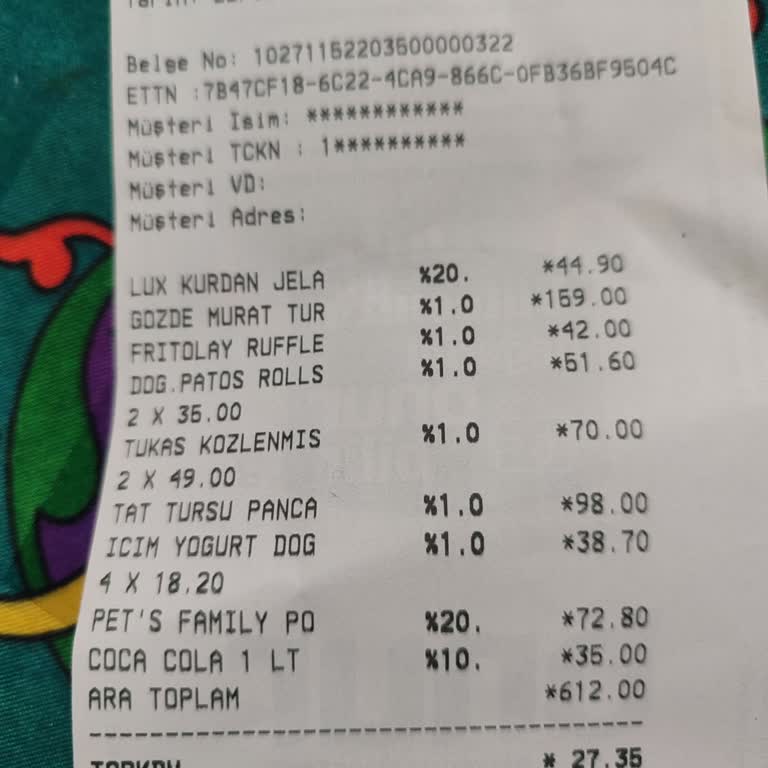 Belge No: 10271152203500000322
ETTN :7B47CF18-6C22-4CA9-866C-0FB36BF9504C
Müşteri İsim: ************
Müşteri TCKN : 1**********
Müşteri VD:
Müşteri Adres:
LUX KURDAN JELA %20. *44.90
GOZDE MURAT TUR %1.0 *159.00
FRITOLAY RUFFLE %1.0 *42.00
DOG.PATOS ROLLS %1.0 *51.60
2 X 35.00
TUKAS KOZLENMIS %1.0 *70.00
2 X 49.00
TAT TURSU PANCA %1.0 *98.00
ICIM YOGURT DOG %1.0 *38.70
4 X 18.20
PET'S FAMILY PO %20. *72.80
COCA COLA 1 LT %10. *35.00
ARA TOPLAM *612.00
TOPKDV * 27.35